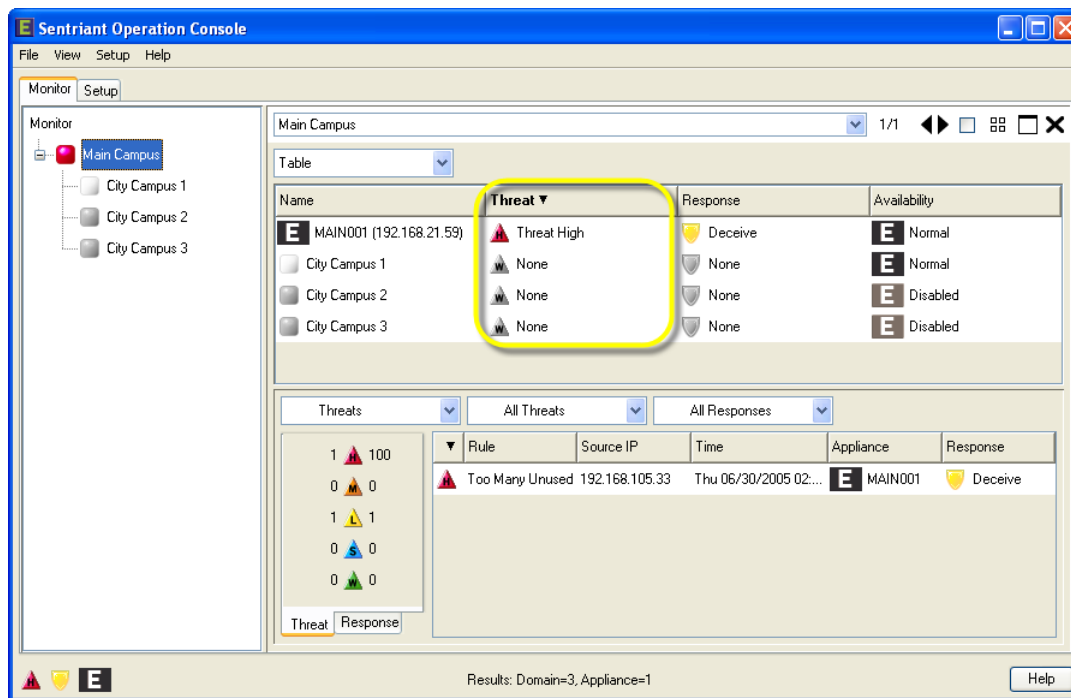 E Sentriant Operation Console
File View Setup Help
Monitor Setup
Monitor
Main Campus
City Campus 1
City Campus 2
City Campus 3
Main Campus 1/1
Table
Name Threat ▼ Response Availability
E MAIN001 (192.168.21.59) H Threat High Deceive E Normal
City Campus 1 W None None E Normal
City Campus 2 W None None E Disabled
City Campus 3 W None None E Disabled
Threats All Threats All Responses
1 H 100
0 M 0
1 L 1
0 S 0
0 W 0
Threat Response
▼ Rule Source IP Time Appliance Response
H Too Many Unused 192.168.105.33 Thu 06/30/2005 02:... E MAIN001 Deceive
H E Results: Domain=3, Appliance=1 Help